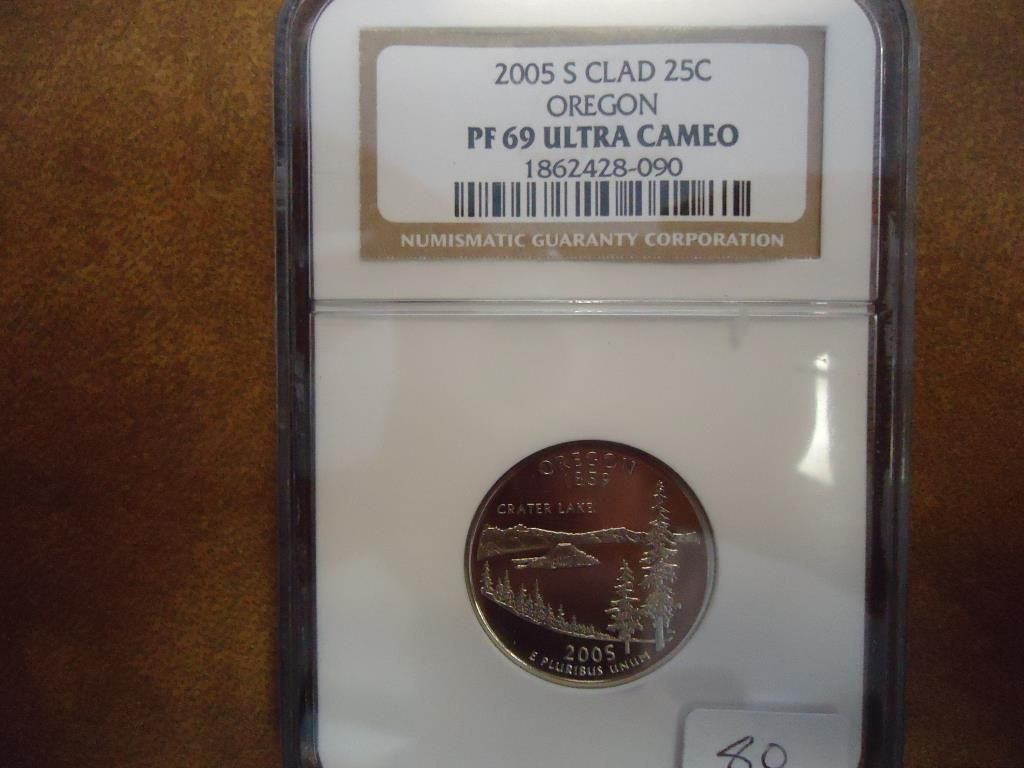 2005 S CLAD 25C
OREGON
PF 69 ULTRA CAMEO
1862428-090
NUMISMATIC GUARANTY CORPORATION
OREGON
1859
CRATER LAKE
2005
E PLURIBUS UNUM
80